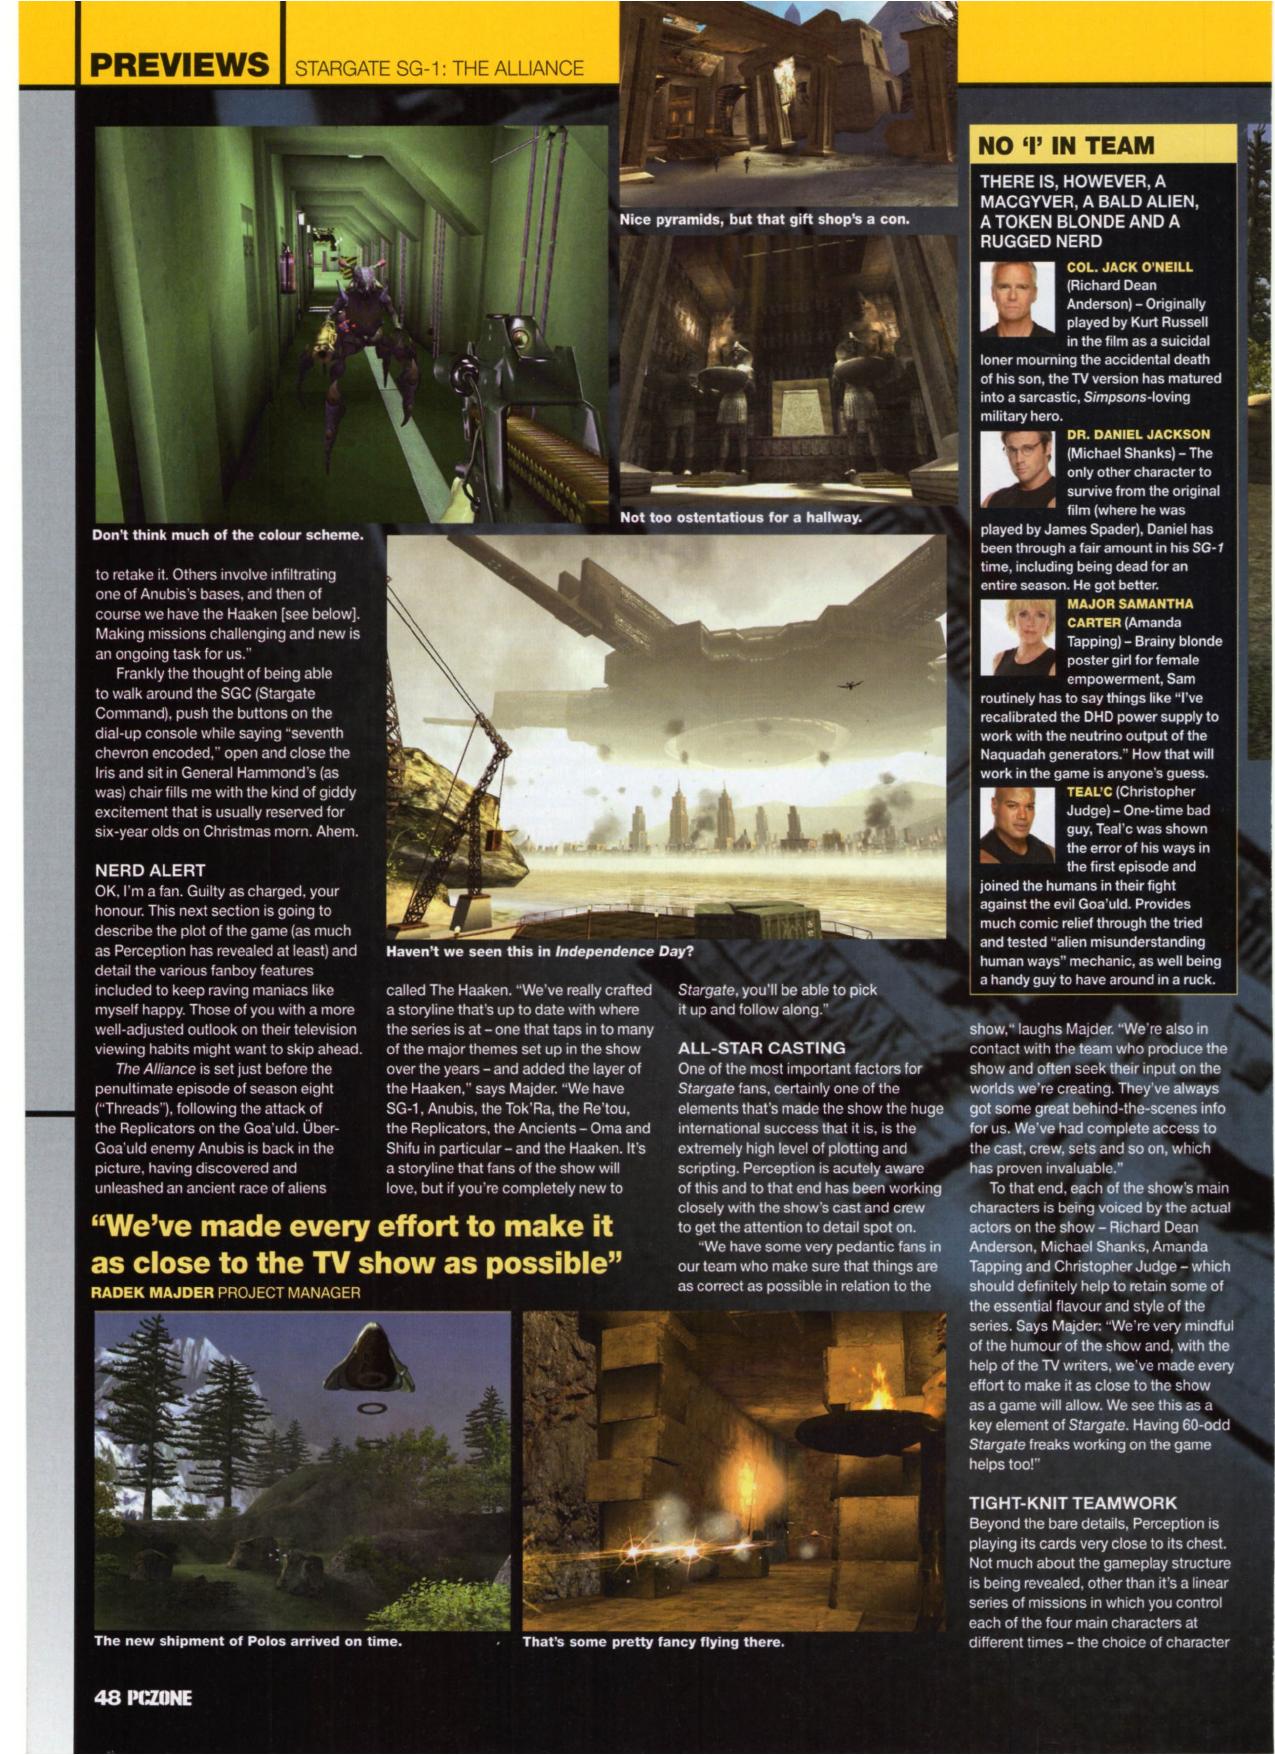 PREVIEWS
STARGATE SG-1: THE ALLIANCE
Nice pyramids, but that gift shop's a con.
Don't think much of the colour scheme.
Not too ostentatious for a hallway.
to retake it. Others involve infiltrating
one of Anubis's bases, and then of
course we have the Haaken [see below].
Making missions challenging and new is
an ongoing task for us."
Frankly the thought of being able
to walk around the SGC (Stargate
Command), push the buttons on the
dial-up console while saying "seventh
chevron encoded," open and close the
Iris and sit in General Hammond's (as
was) chair fills me with the kind of giddy
excitement that is usually reserved for
six-year olds on Christmas morn. Ahem.
NERD ALERT
OK, I'm a fan. Guilty as charged, your
honour. This next section is going to
describe the plot of the game (as much
as Perception has revealed at least) and
detail the various fanboy features
included to keep raving maniacs like
myself happy. Those of you with a more
well-adjusted outlook on their television
viewing habits might want to skip ahead.
The Alliance is set just before the
penultimate episode of season eight
("Threads"), following the attack of
the Replicators on the Goa'uld. Über-
Goa'uld enemy Anubis is back in the
picture, having discovered and
unleashed an ancient race of aliens
Haven't we seen this in Independence Day?
called The Haaken. "We've really crafted
a storyline that's up to date with where
the series is at – one that taps in to many
of the major themes set up in the show
over the years – and added the layer of
the Haaken," says Majder. "We have
SG-1, Anubis, the Tok'Ra, the Re'tou,
the Replicators, the Ancients – Oma and
Shifu in particular – and the Haaken. It's
a storyline that fans of the show will
love, but if you're completely new to
Stargate, you'll be able to pick
it up and follow along."
ALL-STAR CASTING
One of the most important factors for
Stargate fans, certainly one of the
elements that's made the show the huge
international success that it is, is the
extremely high level of plotting and
scripting. Perception is acutely aware
of this and to that end has been working
closely with the show's cast and crew
to get the attention to detail spot on.
"We have some very pedantic fans in
our team who make sure that things are
as correct as possible in relation to the
"We've made every effort to make it
as close to the TV show as possible"
RADEK MAJDER PROJECT MANAGER
The new shipment of Polos arrived on time.
That's some pretty fancy flying there.
NO 'I' IN TEAM
THERE IS, HOWEVER, A
MACGYVER, A BALD ALIEN,
A TOKEN BLONDE AND A
RUGGED NERD
COL. JACK O'NEILL
(Richard Dean
Anderson) – Originally
played by Kurt Russell
in the film as a suicidal
loner mourning the accidental death
of his son, the TV version has matured
into a sarcastic, Simpsons-loving
military hero.
DR. DANIEL JACKSON
(Michael Shanks) – The
only other character to
survive from the original
film (where he was
played by James Spader), Daniel has
been through a fair amount in his SG-1
time, including being dead for an
entire season. He got better.
MAJOR SAMANTHA
CARTER (Amanda
Tapping) – Brainy blonde
poster girl for female
empowerment, Sam
routinely has to say things like "I've
recalibrated the DHD power supply to
work with the neutrino output of the
Naquadah generators." How that will
work in the game is anyone's guess.
TEAL'C (Christopher
Judge) – One-time bad
guy, Teal'c was shown
the error of his ways in
the first episode and
joined the humans in their fight
against the evil Goa'uld. Provides
much comic relief through the tried
and tested "alien misunderstanding
human ways" mechanic, as well being
a handy guy to have around in a ruck.
show," laughs Majder. "We're also in
contact with the team who produce the
show and often seek their input on the
worlds we're creating. They've always
got some great behind-the-scenes info
for us. We've had complete access to
the cast, crew, sets and so on, which
has proven invaluable."
To that end, each of the show's main
characters is being voiced by the actual
actors on the show – Richard Dean
Anderson, Michael Shanks, Amanda
Tapping and Christopher Judge – which
should definitely help to retain some of
the essential flavour and style of the
series. Says Majder: "We're very mindful
of the humour of the show and, with the
help of the TV writers, we've made every
effort to make it as close to the show
as a game will allow. We see this as a
key element of Stargate. Having 60-odd
Stargate freaks working on the game
helps too!"
TIGHT-KNIT TEAMWORK
Beyond the bare details, Perception is
playing its cards very close to its chest.
Not much about the gameplay structure
is being revealed, other than it's a linear
series of missions in which you control
each of the four main characters at
different times – the choice of character
48 PCZONE